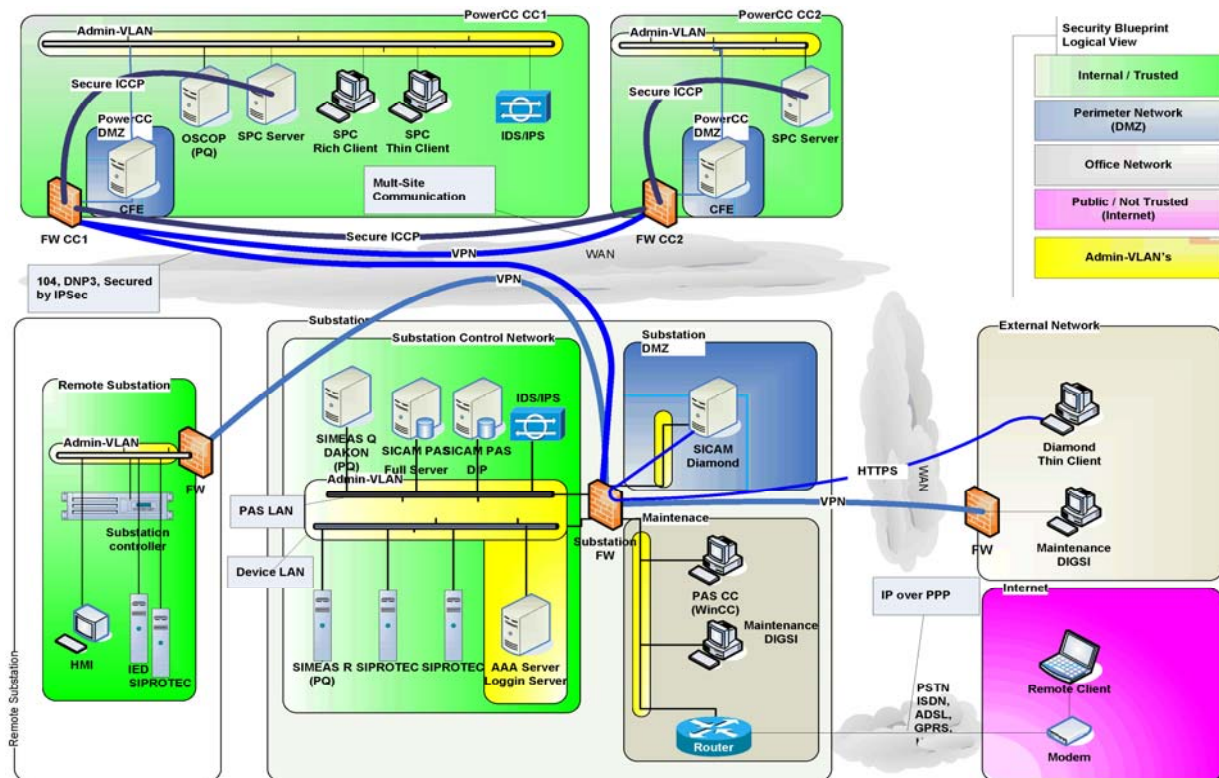 PowerCC CC1
Admin-VLAN
Secure ICCP
PowerCC
DMZ
CFE
OSCOP
(PQ)
SPC Server
SPC
Rich Client
SPC
Thin Client
IDS/IPS
FW CC1
PowerCC CC2
Admin-VLAN
Secure ICCP
PowerCC
DMZ
SPC Server
CFE
FW CC2
Mult-Site
Communication
Secure ICCP
VPN
WAN
104, DNP3, Secured
by IPSec
VPN
Security Blueprint
Logical View
Internal / Trusted
Perimeter Network
(DMZ)
Office Network
Public / Not Trusted
(Internet)
Admin-VLAN's
Remote Substation
Remote Substation
Admin-VLAN
FW
Substation
controller
HMI
IED
SIPROTEC
Substation
Substation Control Network
SIMEAS Q
DAKON
(PQ)
SICAM PAS
Full Server
SICAM PAS
DIP
IDS/IPS
Admin-VLAN
PAS LAN
Device LAN
SIMEAS R
(PQ)
SIPROTEC
SIPROTEC
AAA Server
Loggin Server
Substation
FW
Substation
DMZ
SICAM
Diamond
Maintenace
PAS CC
(WinCC)
Maintenance
DIGSI
Router
HTTPS
VPN
WAN
External Network
Diamond
Thin Client
FW
Maintenance
DIGSI
IP over PPP
PSTN
ISDN,
ADSL,
GPRS,
Internet
Remote Client
Modem